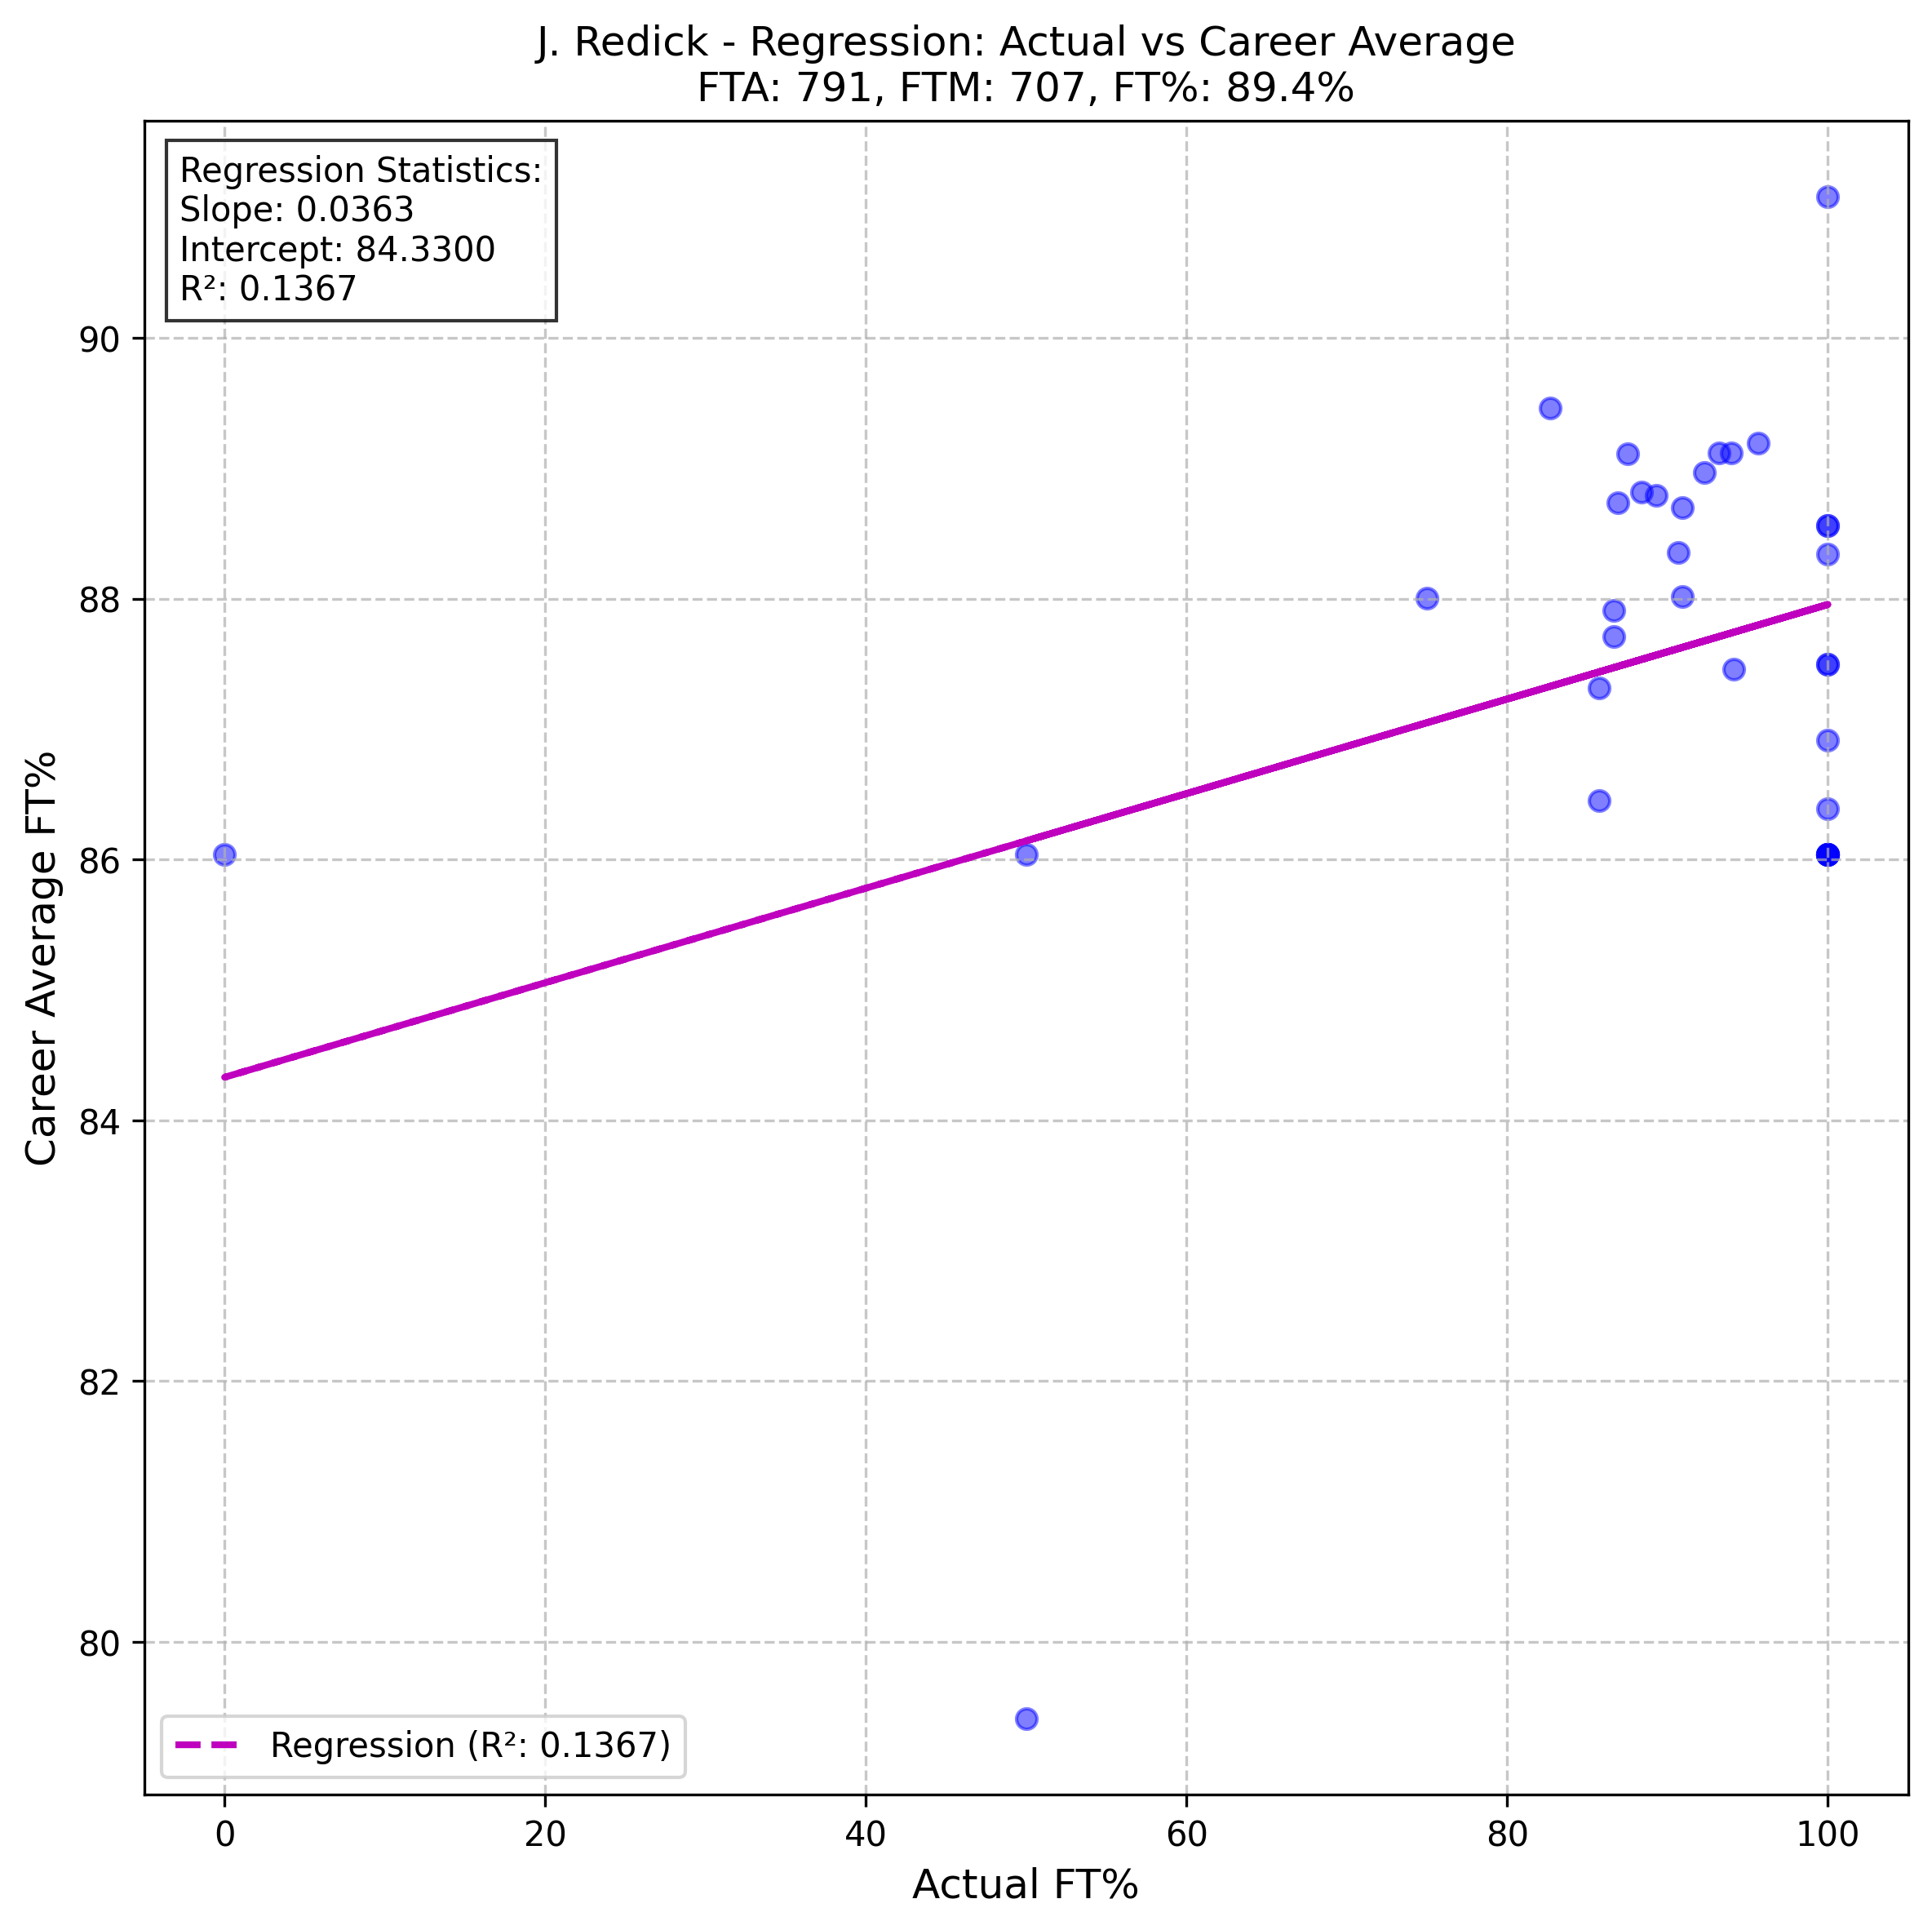 J. Redick - Regression: Actual vs Career Average
FTA: 791, FTM: 707, FT%: 89.4%
Regression Statistics:
Slope: 0.0363
Intercept: 84.3300
R²: 0.1367
90
88
86
84
82
80
Career Average FT%
Regression (R²: 0.1367)
0 20 40 60 80 100
Actual FT%